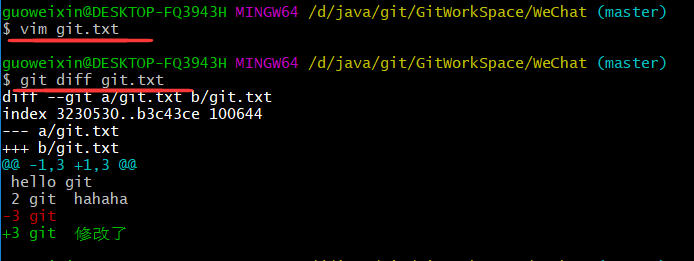 guoweixin@DESKTOP-FQ3943H MINGW64 /d/java/git/GitWorkSpace/WeChat (master)
$ vim git.txt
guoweixin@DESKTOP-FQ3943H MINGW64 /d/java/git/GitWorkSpace/WeChat (master)
$ git diff git.txt
diff --git a/git.txt b/git.txt
index 3230530..b3c43ce 100644
--- a/git.txt
+++ b/git.txt
@@ -1,3 +1,3 @@
 hello git
 2 git  hahaha
-3 git
+3 git  修改了